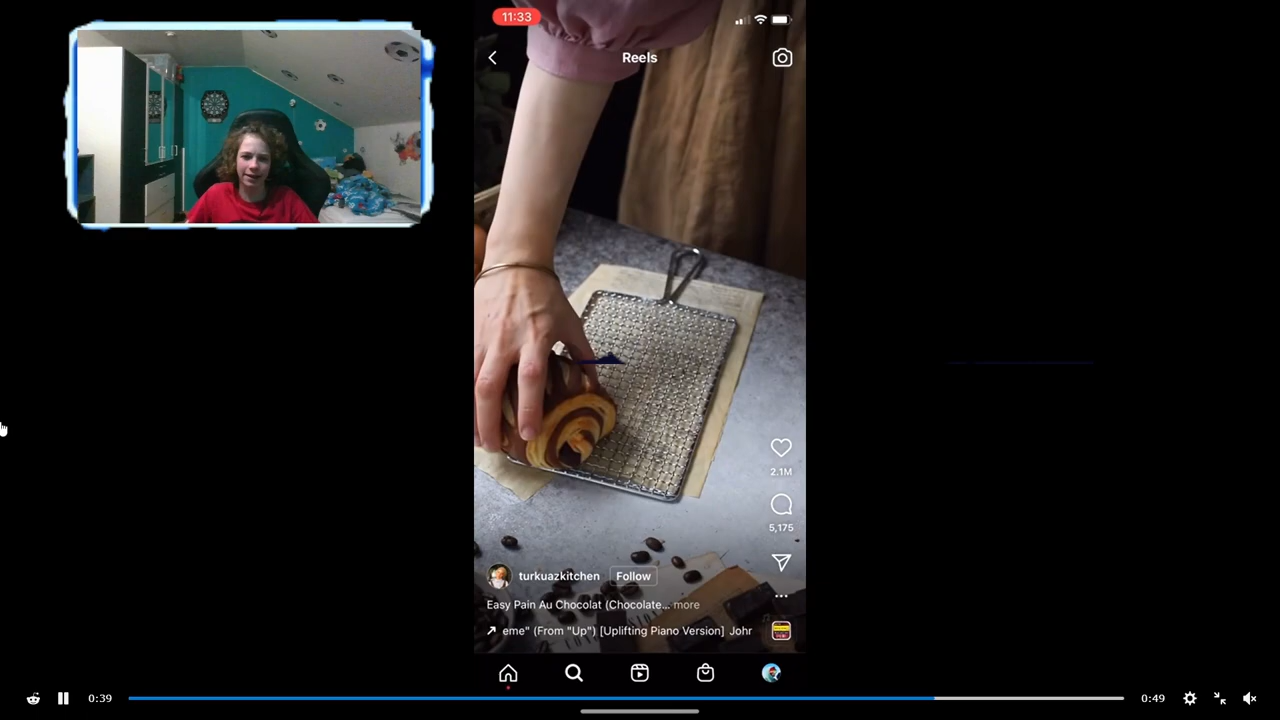 11:33
Reels
2.1M
5,175
turkuazkitchen Follow
Easy Pain Au Chocolat (Chocolate... more
eme" (From "Up") [Uplifting Piano Version] Johr
0:39
0:49